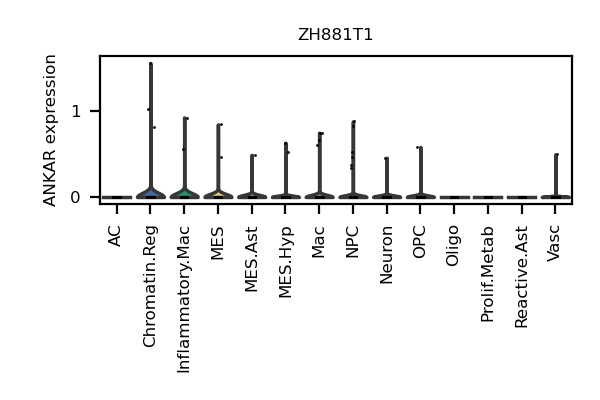 ZH881T1
ANKAR expression
1
0
AC
Chromatin.Reg
Inflammatory.Mac
MES
MES.Ast
MES.Hyp
Mac
NPC
Neuron
OPC
Oligo
Prolif.Metab
Reactive.Ast
Vasc